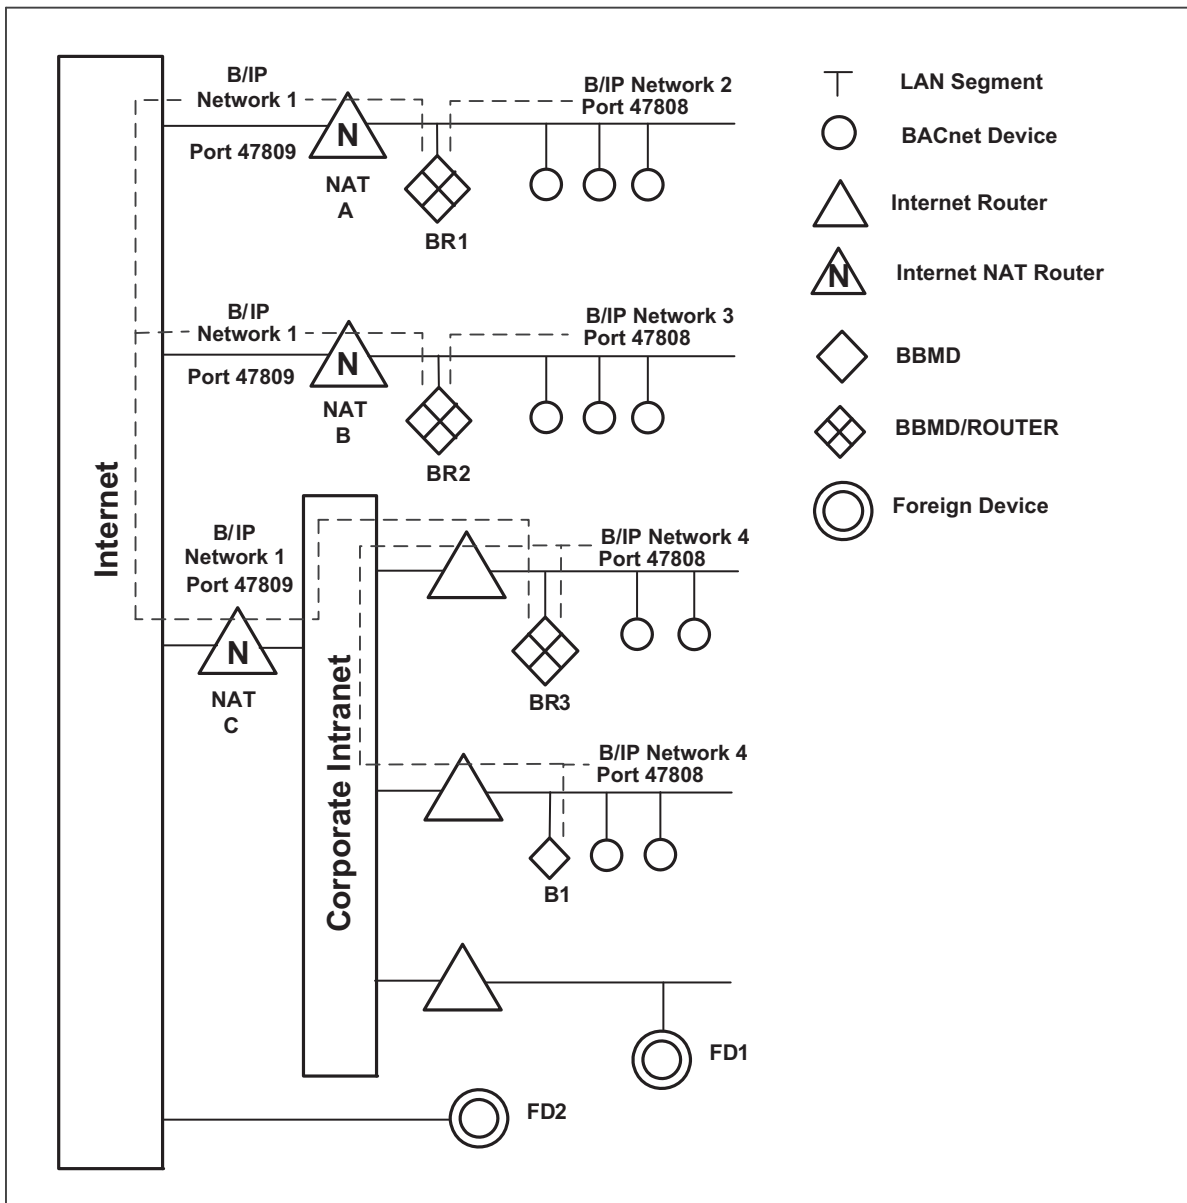 B/IP
Network 1
Port 47809
N
NAT
A
B/IP Network 2
Port 47808
BR1
B/IP
Network 1
Port 47809
N
NAT
B
B/IP Network 3
Port 47808
BR2
Internet
B/IP
Network 1
Port 47809
N
NAT
C
Corporate Intranet
B/IP Network 4
Port 47808
BR3
B/IP Network 4
Port 47808
B1
FD1
FD2
LAN Segment
BACnet Device
Internet Router
N
Internet NAT Router
BBMD
BBMD/ROUTER
Foreign Device